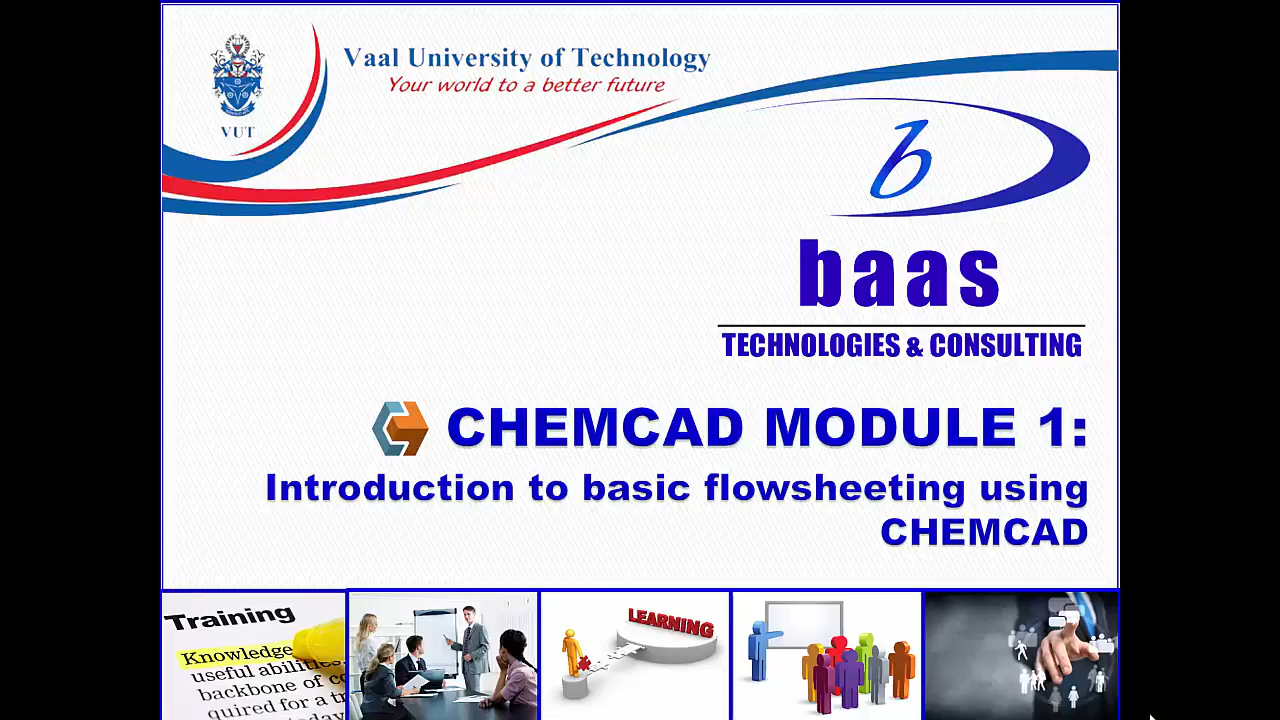 Vaal University of Technology
Your world to a better future
VUT
b
baas
TECHNOLOGIES & CONSULTING
CHEMCAD MODULE 1:
Introduction to basic flowsheeting using
CHEMCAD
Training
Knowledge
useful abilities
backbone of
quired for a
LEARNING